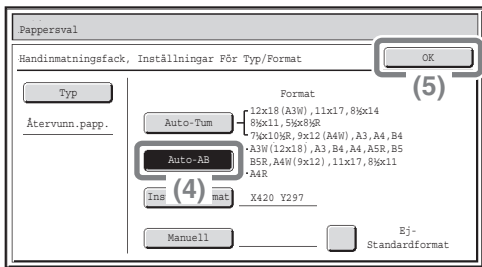 Pappersval
Handinmatningsfack, Inställningar För Typ/Format
OK
(5)
Typ
Återvunn.papp.
Format
Auto-Tum
12x18(A3W),11x17,8½x14
8½x11,5½x8½R
7¼x10½R,9x12(A4W),A3,A4,B4
Auto-AB
·A3W(12x18),A3,B4,A4,A5R,B5
B5R,A4W(9x12),11x17,8½x11
·A4R
(4)
X420 Y297
Manuell
Ej-
Standardformat